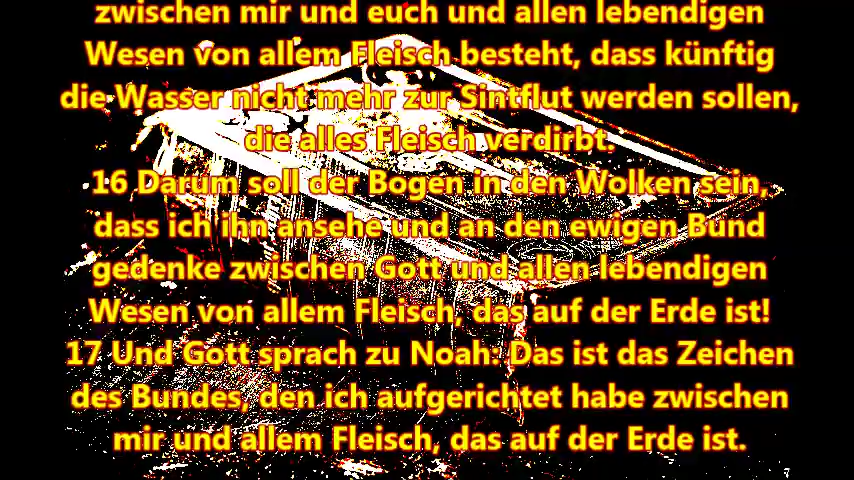 zwischen mir und euch und allen lebendigen
Wesen von allem Fleisch besteht, dass künftig
die Wasser nicht mehr zur Sintflut werden sollen,
die alles Fleisch verdirbt.
16 Darum soll der Bogen in den Wolken sein,
dass ich ihn ansehe und an den ewigen Bund
gedenke zwischen Gott und allen lebendigen
Wesen von allem Fleisch, das auf der Erde ist!
17 Und Gott sprach zu Noah: Das ist das Zeichen
des Bundes, den ich aufgerichtet habe zwischen
mir und allem Fleisch, das auf der Erde ist.
7